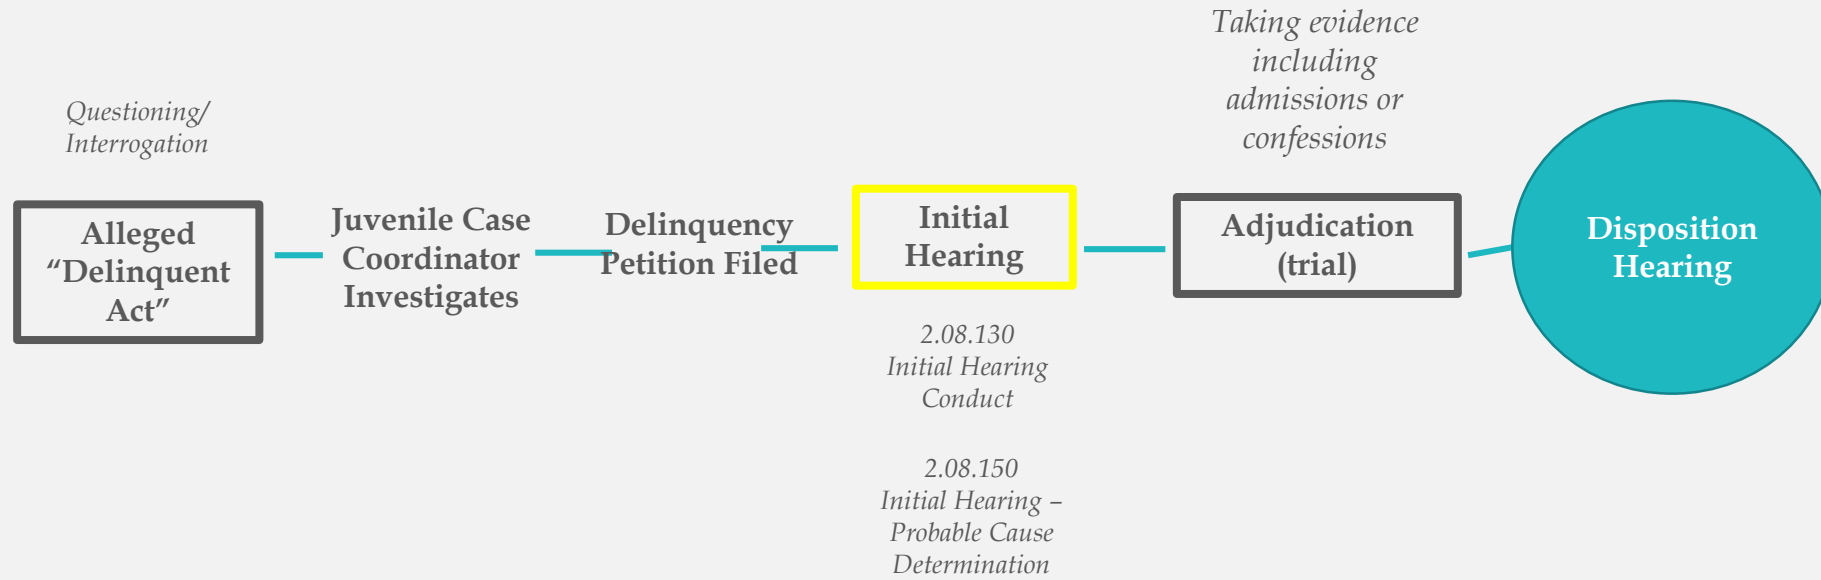 Questioning/
Interrogation
Alleged
“Delinquent
Act”
Juvenile Case
Coordinator
Investigates
Delinquency
Petition Filed
Initial
Hearing
2.08.130
Initial Hearing
Conduct
2.08.150
Initial Hearing –
Probable Cause
Determination
Taking evidence
including
admissions or
confessions
Adjudication
(trial)
Disposition
Hearing